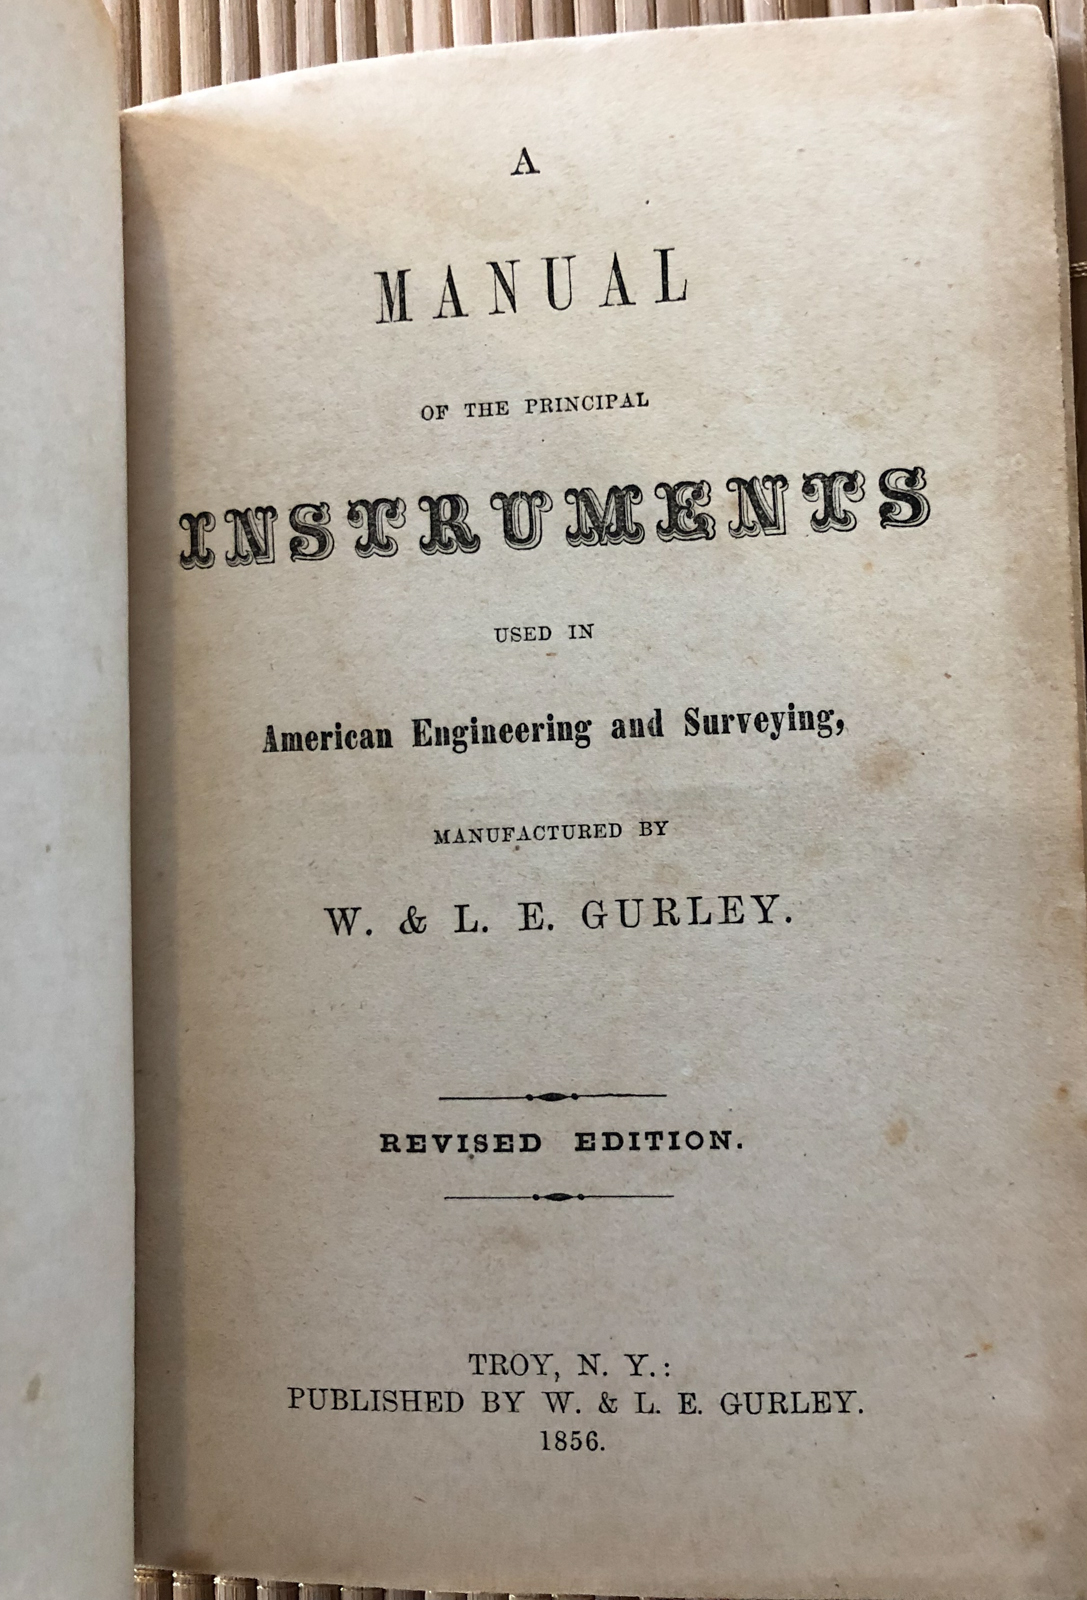 A
MANUAL
OF THE PRINCIPAL
INSTRUMENTS
USED IN
American Engineering and Surveying,
MANUFACTURED BY
W. & L. E. GURLEY.
REVISED EDITION.
TROY, N. Y.:
PUBLISHED BY W. & L. E. GURLEY.
1856.